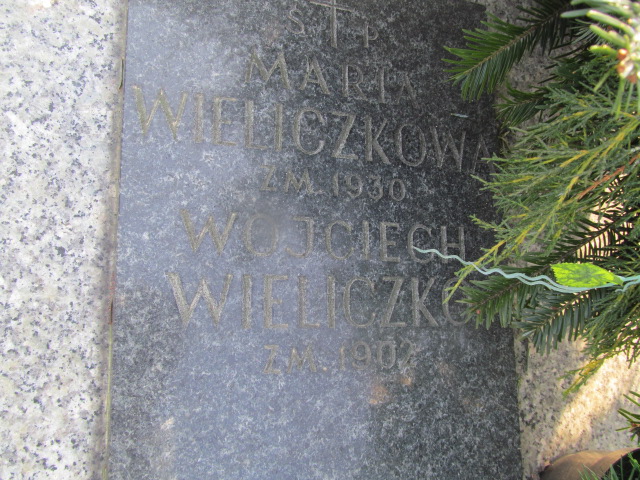 Ś † P
MARIA
WIELICZKOWA
ZM. 1930
WOJCIECH
WIELICZKO
ZM. 1902